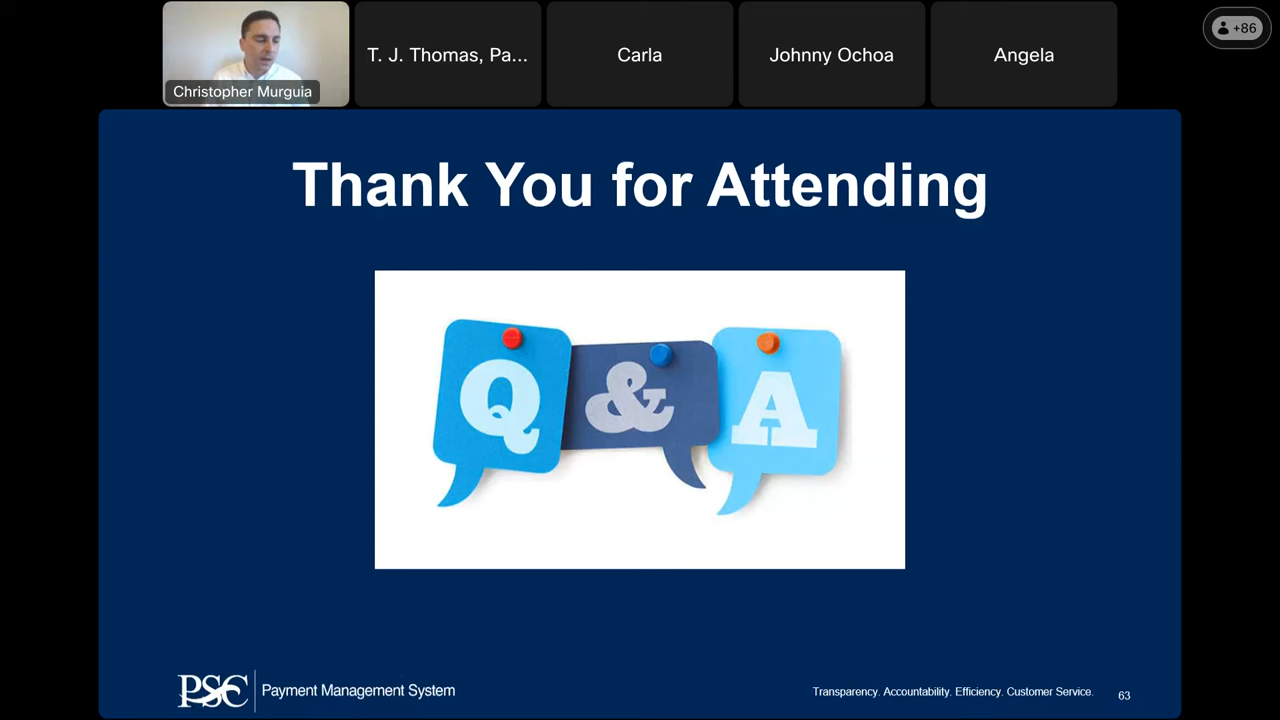 +86
T. J. Thomas, Pa...
Carla
Johnny Ochoa
Angela
Christopher Murguia
Thank You for Attending
Q & A
PSC Payment Management System
Transparency. Accountability. Efficiency. Customer Service.
63